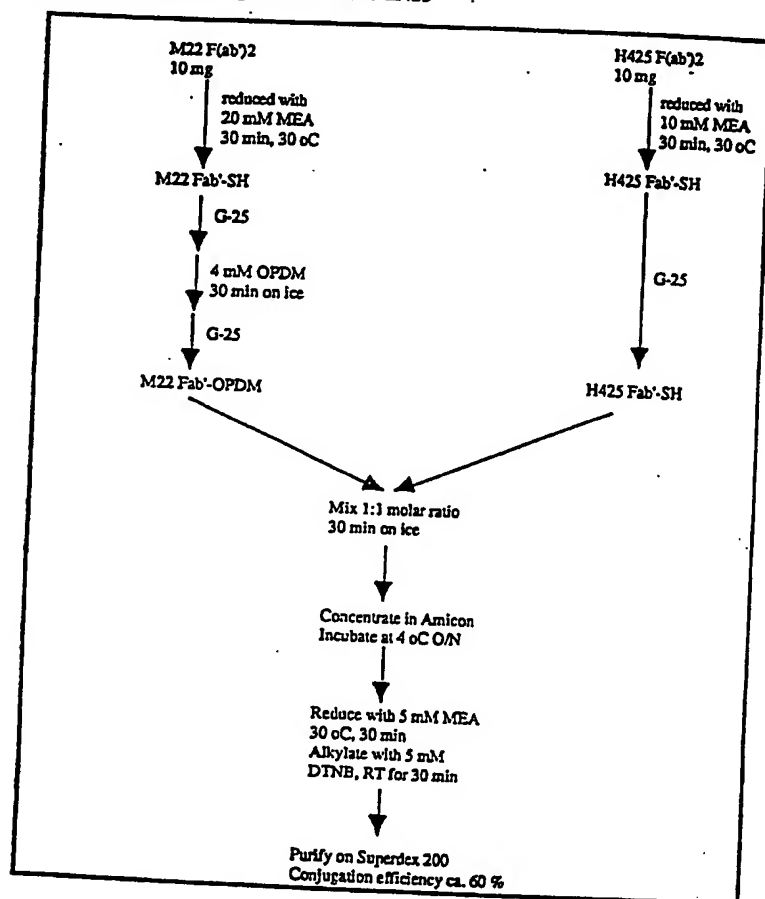 M22 F(ab')2
10 mg
reduced with
20 mM MEA
30 min, 30 oC
M22 Fab'-SH
G-25
4 mM OPDM
30 min on ice
G-25
M22 Fab'-OPDM
H425 F(ab')2
10 mg
reduced with
10 mM MEA
30 min, 30 oC
H425 Fab'-SH
G-25
H425 Fab'-SH
Mix 1:1 molar ratio
30 min on ice
Concentrate in Amicon
Incubate at 4 oC O/N
Reduce with 5 mM MEA
30 oC, 30 min
Alkylate with 5 mM
DTNB, RT for 30 min
Purify on Superdex 200
Conjugation efficiency ca. 60 %